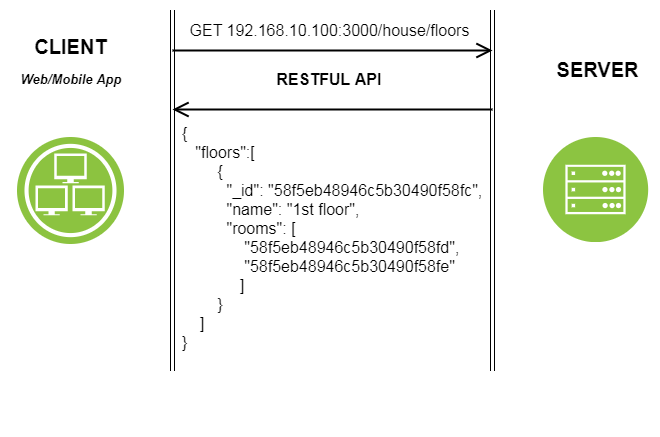 GET 192.168.10.100:3000/house/floors
CLIENT
Web/Mobile App
RESTFUL API
SERVER
{
"floors":[
{
"_id": "58f5eb48946c5b30490f58fc",
"name": "1st floor",
"rooms": [
"58f5eb48946c5b30490f58fd",
"58f5eb48946c5b30490f58fe"
]
}
]
}